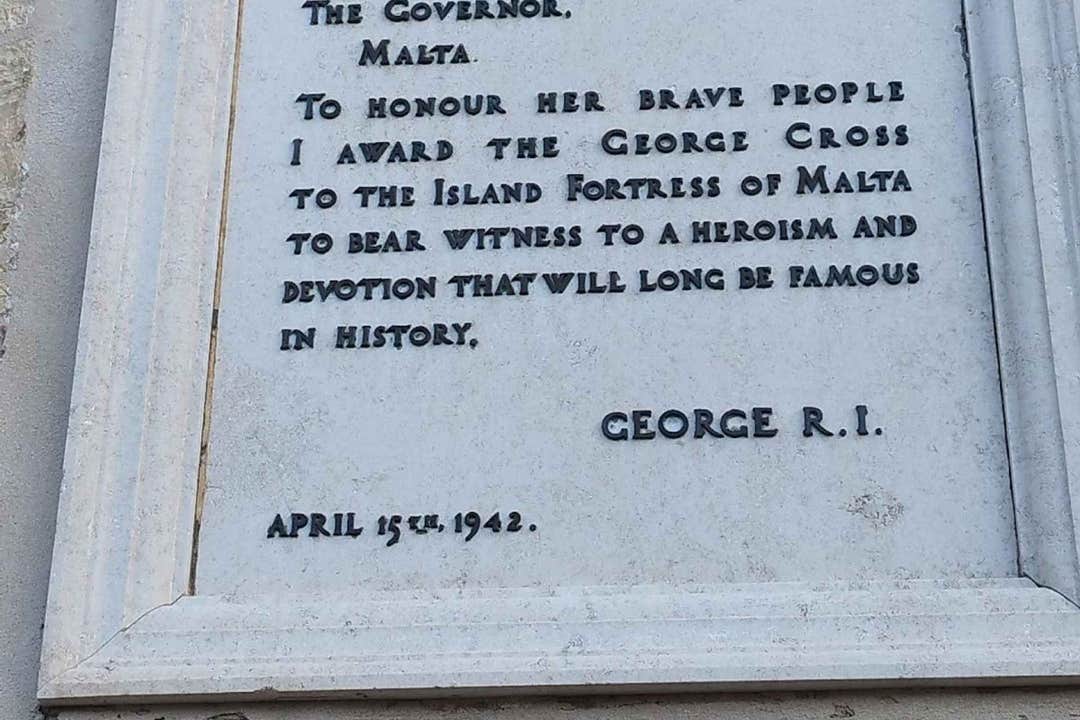 The Governor.
Malta.
To honour her brave people
I award the George Cross
to the Island Fortress of Malta
to bear witness to a heroism and
devotion that will long be famous
in history.
GEORGE R.I.
APRIL 15TH. 1942.